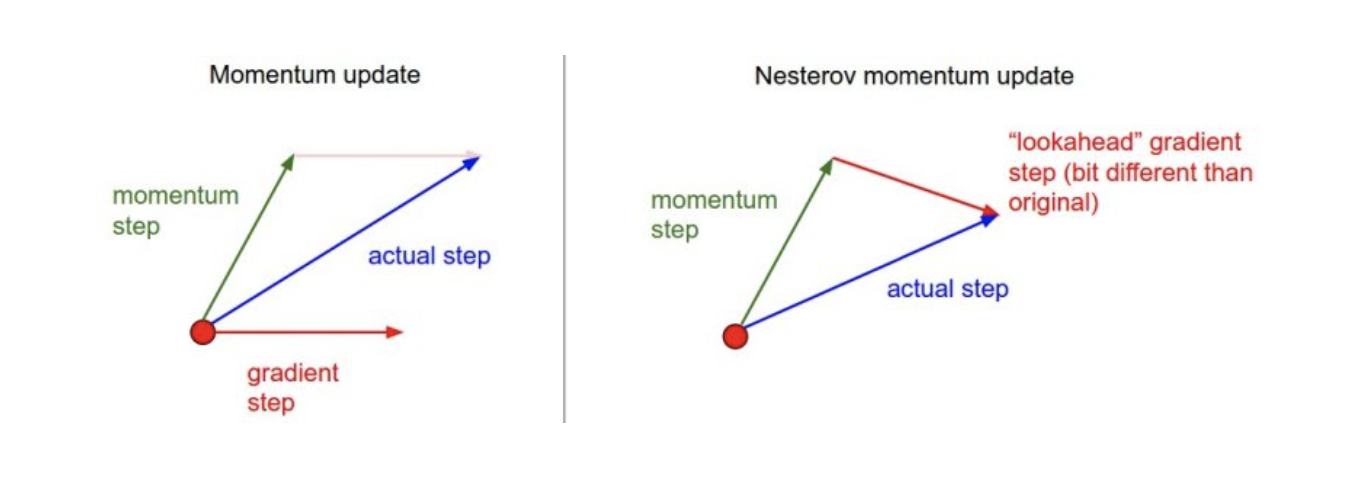 Momentum update
momentum
step
actual step
gradient
step
Nesterov momentum update
“lookahead” gradient
step (bit different than
original)
momentum
step
actual step